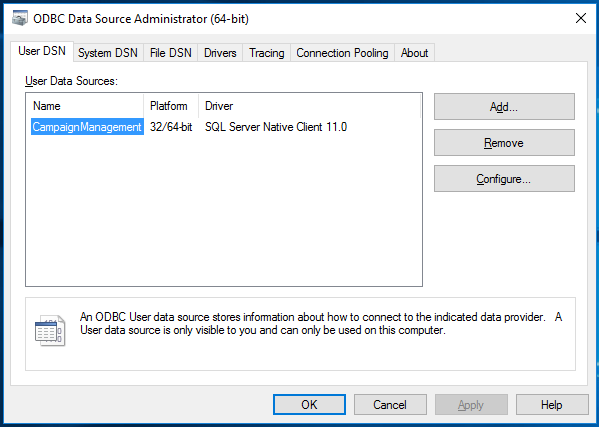 ODBC Data Source Administrator (64-bit)
User DSN System DSN File DSN Drivers Tracing Connection Pooling About
User Data Sources:
Name Platform Driver
CampaignManagement 32/64-bit SQL Server Native Client 11.0
Add...
Remove
Configure...
An ODBC User data source stores information about how to connect to the indicated data provider. A
User data source is only visible to you and can only be used on this computer.
OK Cancel Apply Help